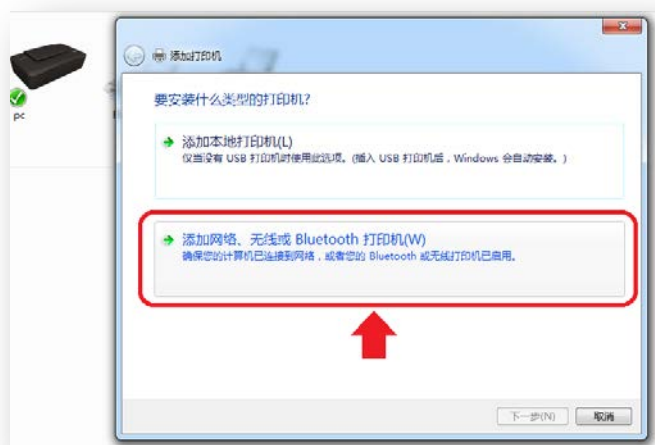 添加打印机
pc
要安装什么类型的打印机?
添加本地打印机(L)
仅当没有 USB 打印机时使用此选项。(插入 USB 打印机后，Windows 会自动安装。)
添加网络、无线或 Bluetooth 打印机(W)
确保您的计算机已连接到网络，或者您的 Bluetooth 或无线打印机已启用。
下一步(N)
取消